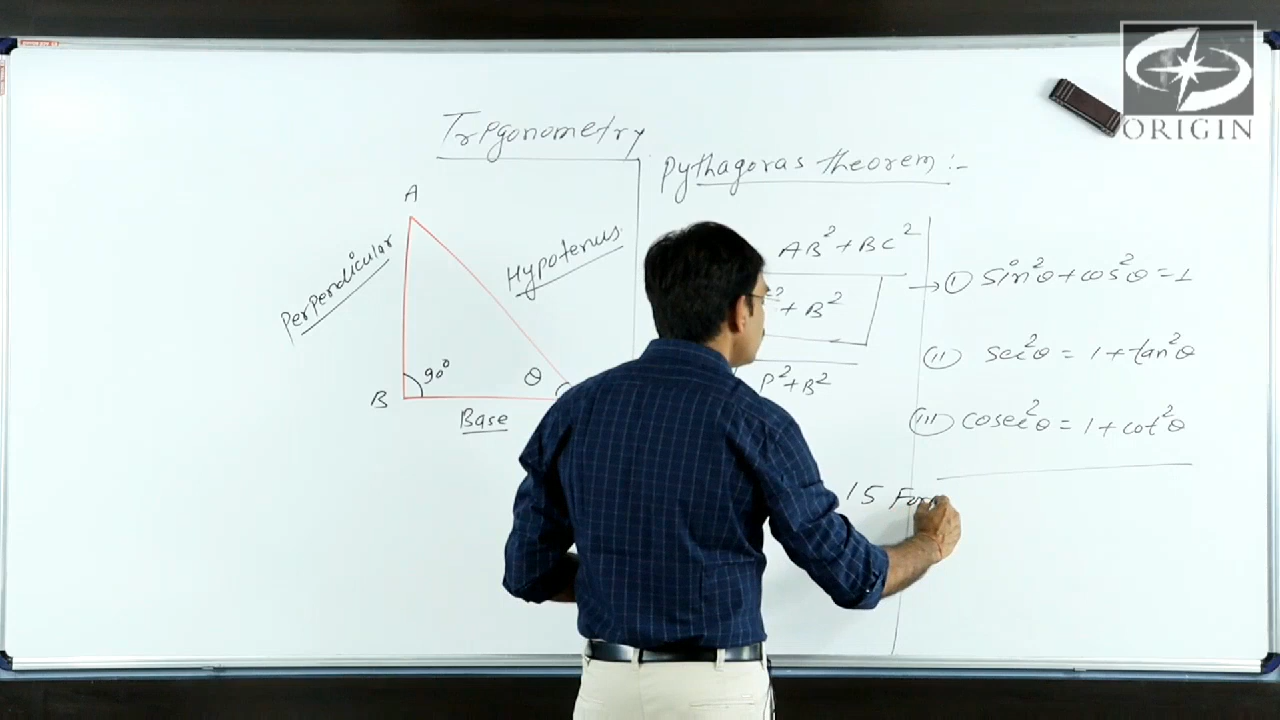 ORIGIN
Trigonometry
Pythagoras theorem :-
A
Perpendicular
Hypotenus
AB² + BC²
² + B²
P² + B²
B
90°
θ
Base
→ (I) Sin²θ + cos²θ = 1
(II) sec²θ = 1 + tan²θ
(III) cosec²θ = 1 + cot²θ
15 For